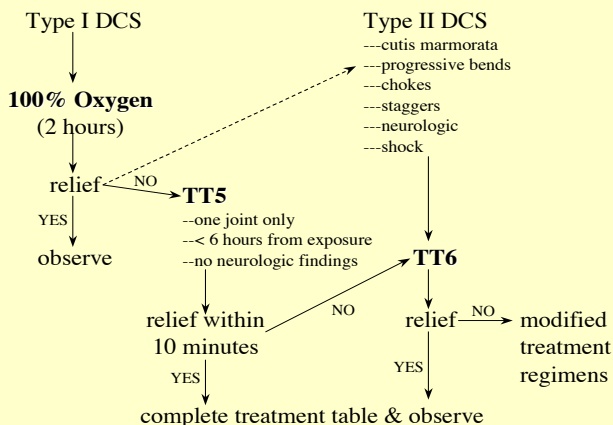 Type I DCS
Type II DCS
---cutis marmorata
---progressive bends
---chokes
---staggers
---neurologic
---shock
100% Oxygen
(2 hours)
relief
NO
TT5
--one joint only
--< 6 hours from exposure
--no neurologic findings
YES
observe
TT6
relief within
10 minutes
NO
relief
NO
modified
treatment
regimens
YES
YES
complete treatment table & observe